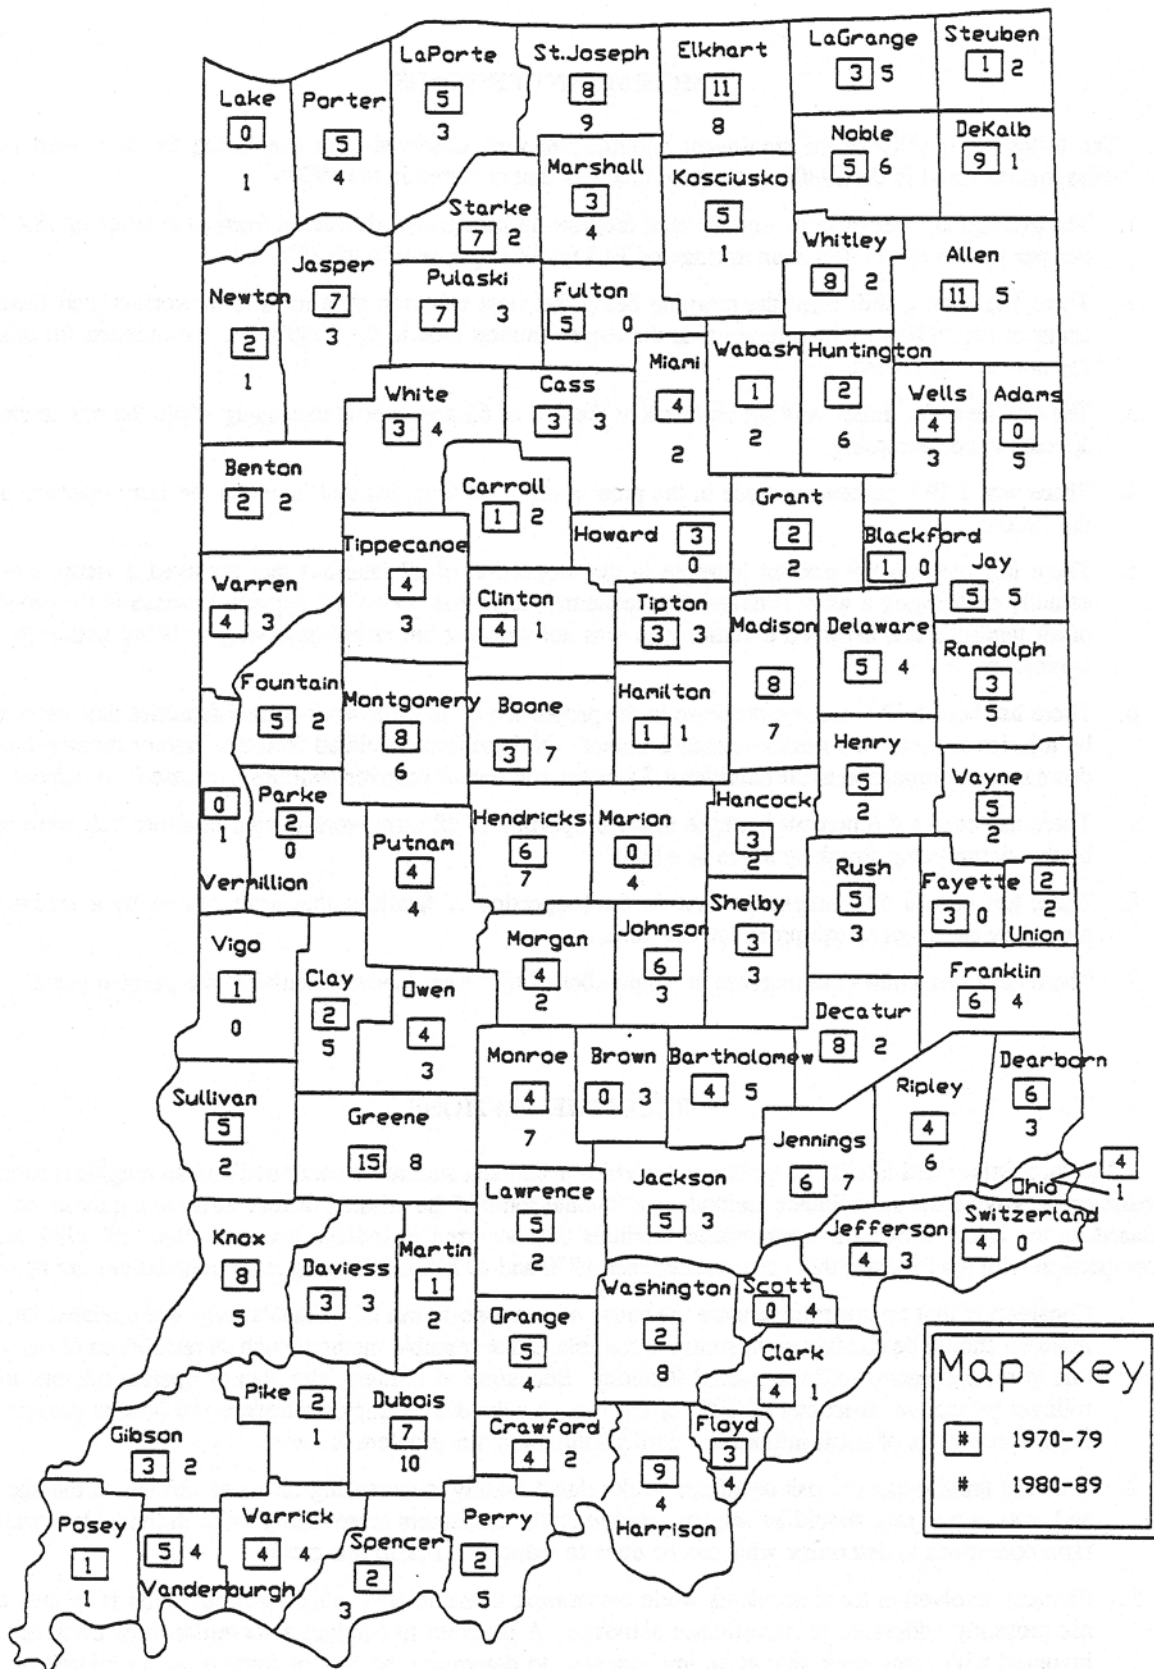 LaPorte
5
3
St.Joseph
8
9
Elkhart
11
8
LaGrange
3 5
Steuben
1 2
Lake
0
1
Porter
5
4
Noble
5 6
DeKalb
9 1
Marshall
3
4
Kosciusko
5
1
Starke
7 2
Whitley
8 2
Allen
11 5
Newton
2
1
Jasper
7
3
Pulaski
7 3
Fulton
5 0
Miami
4
2
Wabash
1
2
Huntington
2
6
Wells
4
3
Adams
0
5
White
3 4
Cass
3 3
Benton
2 2
Carroll
1 2
Grant
2
2
Howard 3
0
Blackford
1 0
Jay
5 5
Tippecanoe
4
3
Warren
4 3
Clinton
4 1
Tipton
3 3
Madison
8
7
Delaware
5 4
Randolph
3
5
Fountain
5 2
Montgomery
8
6
Boone
3 7
Hamilton
1 1
Henry
5
2
Wayne
5
2
0
1
Vermillion
Parke
2
0
Putnam
4
4
Hendricks
6
7
Marion
0
4
Hancock
3
2
Rush
5
3
Fayette
3 0
2
2
Union
Shelby
3
3
Vigo
1
0
Clay
2
5
Owen
4
3
Morgan
4
2
Johnson
6
3
Franklin
6 4
Decatur
8 2
Monroe
4
7
Brown
0 3
Bartholomew
4 5
Dearborn
6
3
Ripley
4
6
Sullivan
5
2
Greene
15 8
Jennings
6 7
4
Ohio 1
Lawrence
5
2
Jackson
5 3
Jefferson
4 3
Switzerland
4 0
Knox
8
5
Daviess
3 3
Martin
1
2
Washington
2
8
Scott
0 4
Orange
5
4
Clark
4 1
Pike 2
1
Dubois
7
10
Crawford
4 2
Floyd
3
4
Gibson
3 2
9
4
Harrison
Posey
1
1
5 4
Vanderburgh
Warrick
4 4
Spencer
2
3
Perry
2
5
Map Key
# 1970-79
# 1980-89